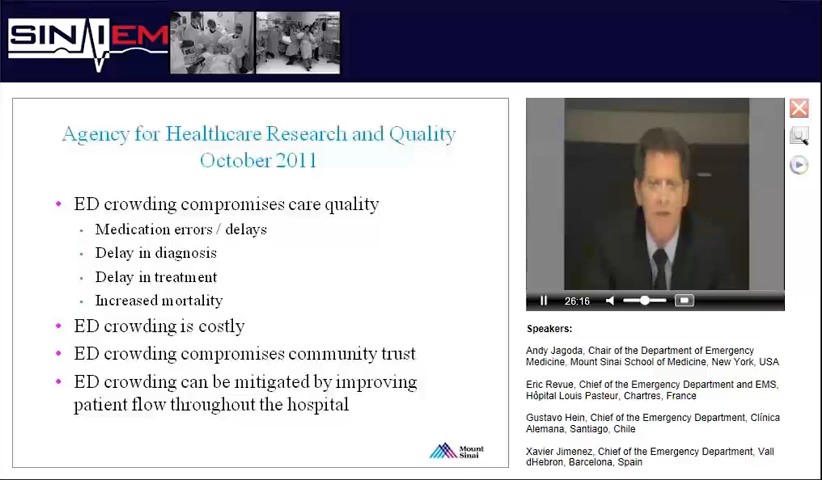 SINAIEM
Agency for Healthcare Research and Quality
October 2011
• ED crowding compromises care quality
• Medication errors / delays
• Delay in diagnosis
• Delay in treatment
• Increased mortality
• ED crowding is costly
• ED crowding compromises community trust
• ED crowding can be mitigated by improving
patient flow throughout the hospital
Mount
Sinai
26:16
Speakers:
Andy Jagoda, Chair of the Department of Emergency
Medicine, Mount Sinai School of Medicine, New York, USA
Eric Revue, Chief of the Emergency Department and EMS,
Hôpital Louis Pasteur, Chartres, France
Gustavo Hein, Chief of the Emergency Department, Clínica
Alemana, Santiago, Chile
Xavier Jimenez, Chief of the Emergency Department, Vall
dHebron, Barcelona, Spain